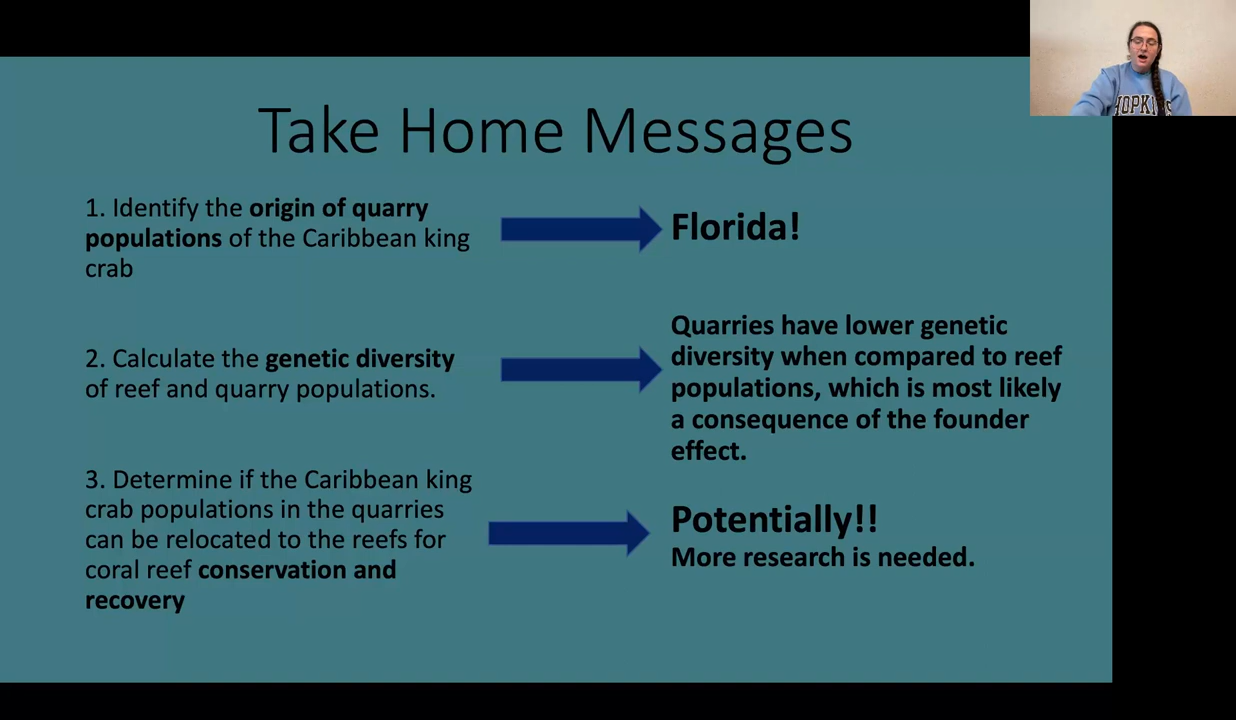 Take Home Messages
1. Identify the origin of quarry
populations of the Caribbean king
crab
Florida!
2. Calculate the genetic diversity
of reef and quarry populations.
Quarries have lower genetic
diversity when compared to reef
populations, which is most likely
a consequence of the founder
effect.
3. Determine if the Caribbean king
crab populations in the quarries
can be relocated to the reefs for
coral reef conservation and
recovery
Potentially!!
More research is needed.